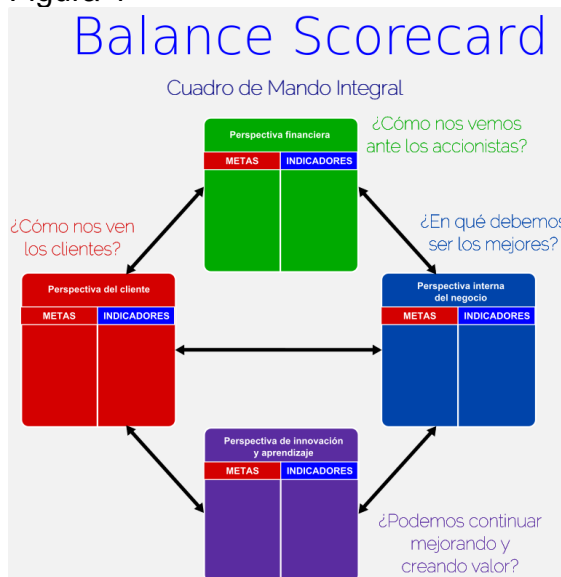 Balance Scorecard
Cuadro de Mando Integral
¿Cómo nos vemos
ante los accionistas?
Perspectiva financiera
METAS INDICADORES
¿Cómo nos ven
los clientes?
¿En qué debemos
ser los mejores?
Perspectiva del cliente
METAS INDICADORES
Perspectiva interna
del negocio
METAS INDICADORES
Perspectiva de innovación
y aprendizaje
METAS INDICADORES
¿Podemos continuar
mejorando y
creando valor?